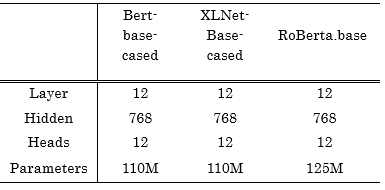 Bert-base-cased XLNet-Base-cased RoBerta.base
Layer 12 12 12
Hidden 768 768 768
Heads 12 12 12
Parameters 110M 110M 125M